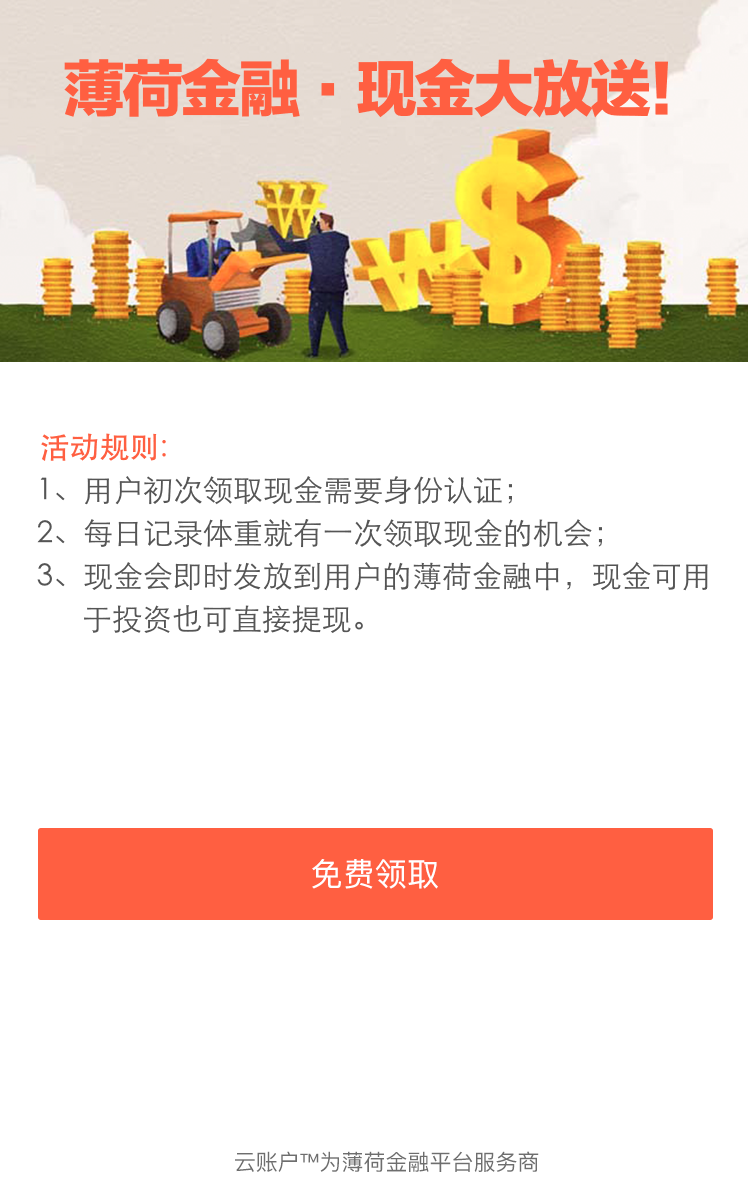 薄荷金融·现金大放送!
活动规则:
1、用户初次领取现金需要身份认证;
2、每日记录体重就有一次领取现金的机会;
3、现金会即时发放到用户的薄荷金融中，现金可用
于投资也可直接提现。
免费领取
云账户™为薄荷金融平台服务商